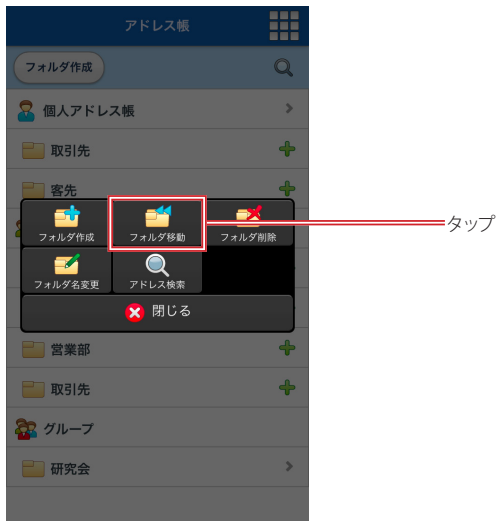 アドレス帳
フォルダ作成
個人アドレス帳
取引先
客先
フォルダ作成
フォルダ移動
フォルダ削除
タップ
フォルダ名変更
アドレス検索
閉じる
営業部
取引先
グループ
研究会